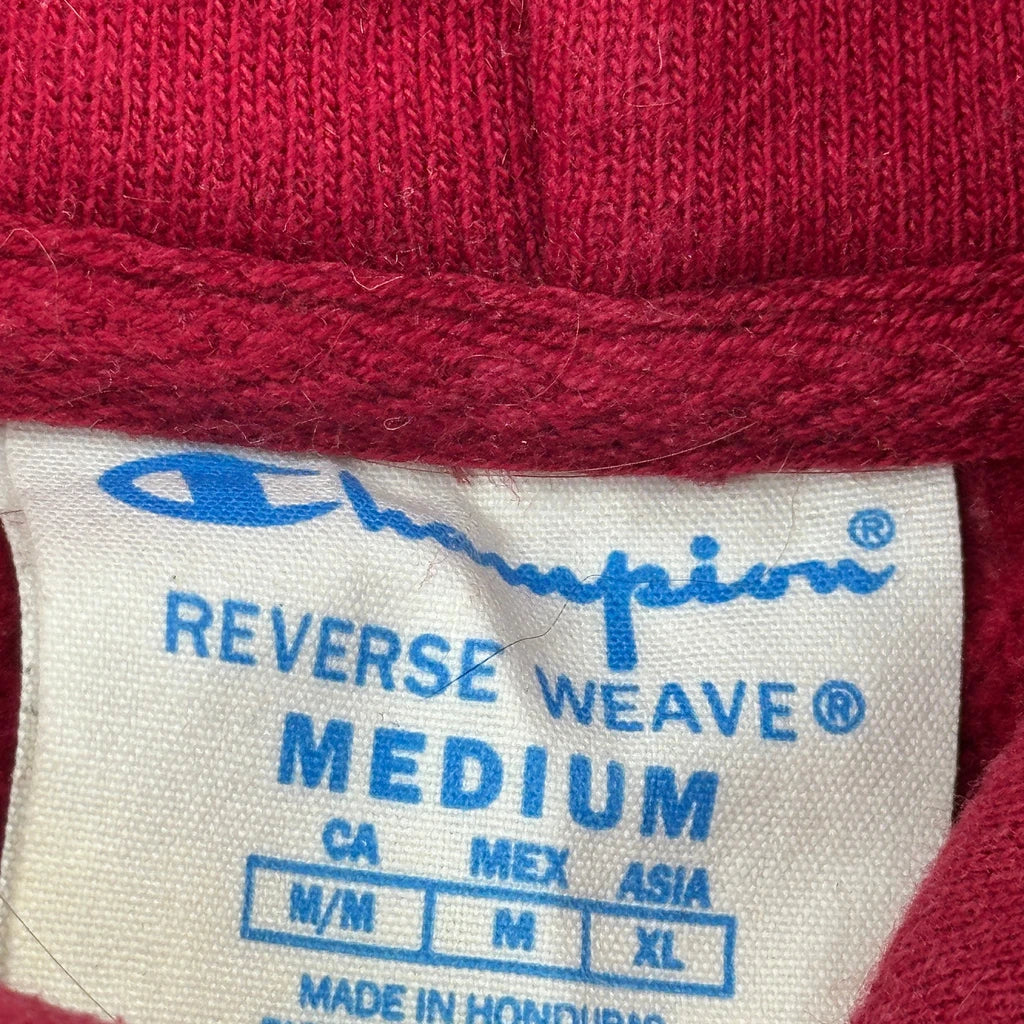 Champion®
REVERSE WEAVE®
MEDIUM
CA MEX ASIA
M/M M XL
MADE IN HONDURAS